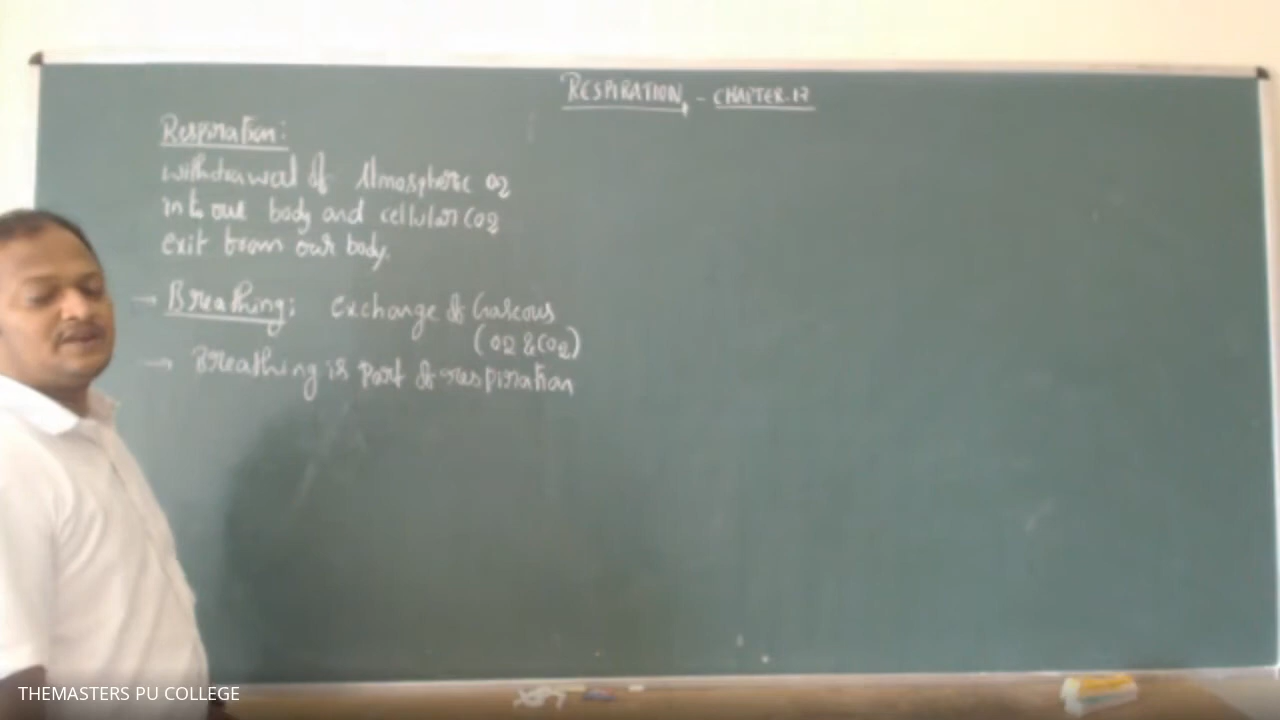 RESPIRATION, - CHAPTER.17
Respiration:
withdrawal of Atmospheric O2
into our body and cellular CO2
exit from our body.
→ Breathing: Exchange of Gaseous
(O2 & CO2)
→ Breathing is part of respiration
THEMASTERS PU COLLEGE